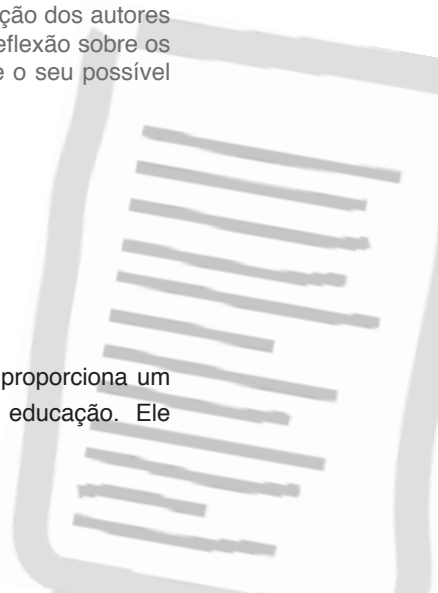 ção dos autores
eflexão sobre os
e o seu possível
proporciona um
educação. Ele